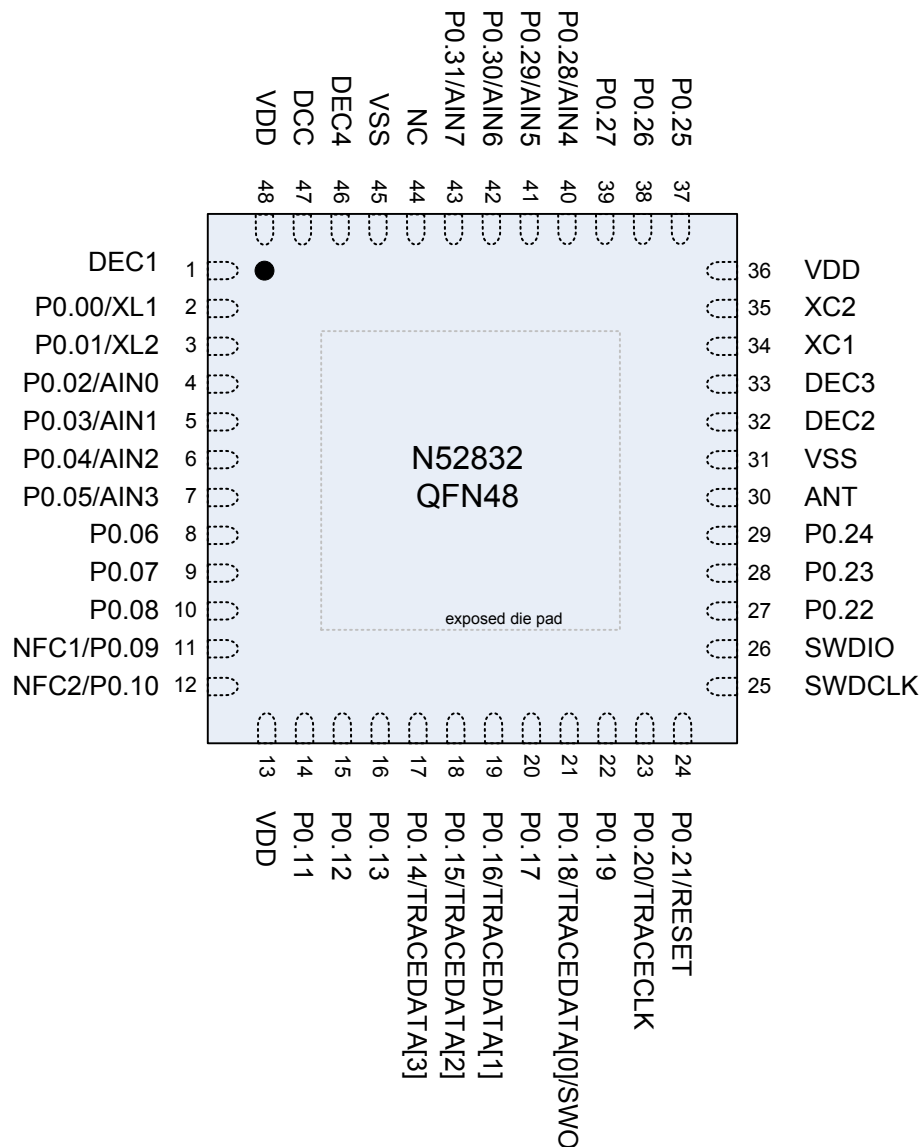 P0.31/AIN7
P0.30/AIN6
P0.29/AIN5
P0.28/AIN4
P0.27
P0.26
P0.25
VDD
DCC
DEC4
VSS
NC
48
47
46
45
44
43
42
41
40
39
38
37
DEC1 1
P0.00/XL1 2
P0.01/XL2 3
P0.02/AIN0 4
P0.03/AIN1 5
P0.04/AIN2 6
P0.05/AIN3 7
P0.06 8
P0.07 9
P0.08 10
NFC1/P0.09 11
NFC2/P0.10 12
N52832
QFN48
exposed die pad
36 VDD
35 XC2
34 XC1
33 DEC3
32 DEC2
31 VSS
30 ANT
29 P0.24
28 P0.23
27 P0.22
26 SWDIO
25 SWDCLK
13
14
15
16
17
18
19
20
21
22
23
24
VDD
P0.11
P0.12
P0.13
P0.14/TRACEDATA[3]
P0.15/TRACEDATA[2]
P0.16/TRACEDATA[1]
P0.17
P0.18/TRACEDATA[0]/SWO
P0.19
P0.20/TRACECLK
P0.21/RESET